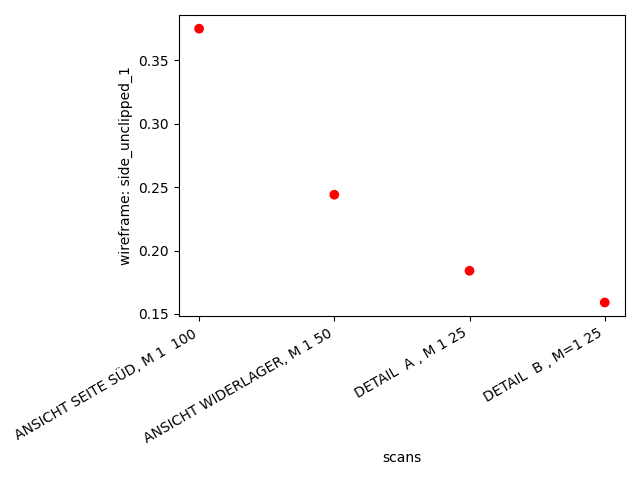 0.35
0.30
0.25
0.20
0.15
wireframe: side_unclipped_1
ANSICHT SEITE SÜD, M 1  100
ANSICHT WIDERLAGER, M 1 50
DETAIL  A , M 1 25
DETAIL  B , M=1 25
scans